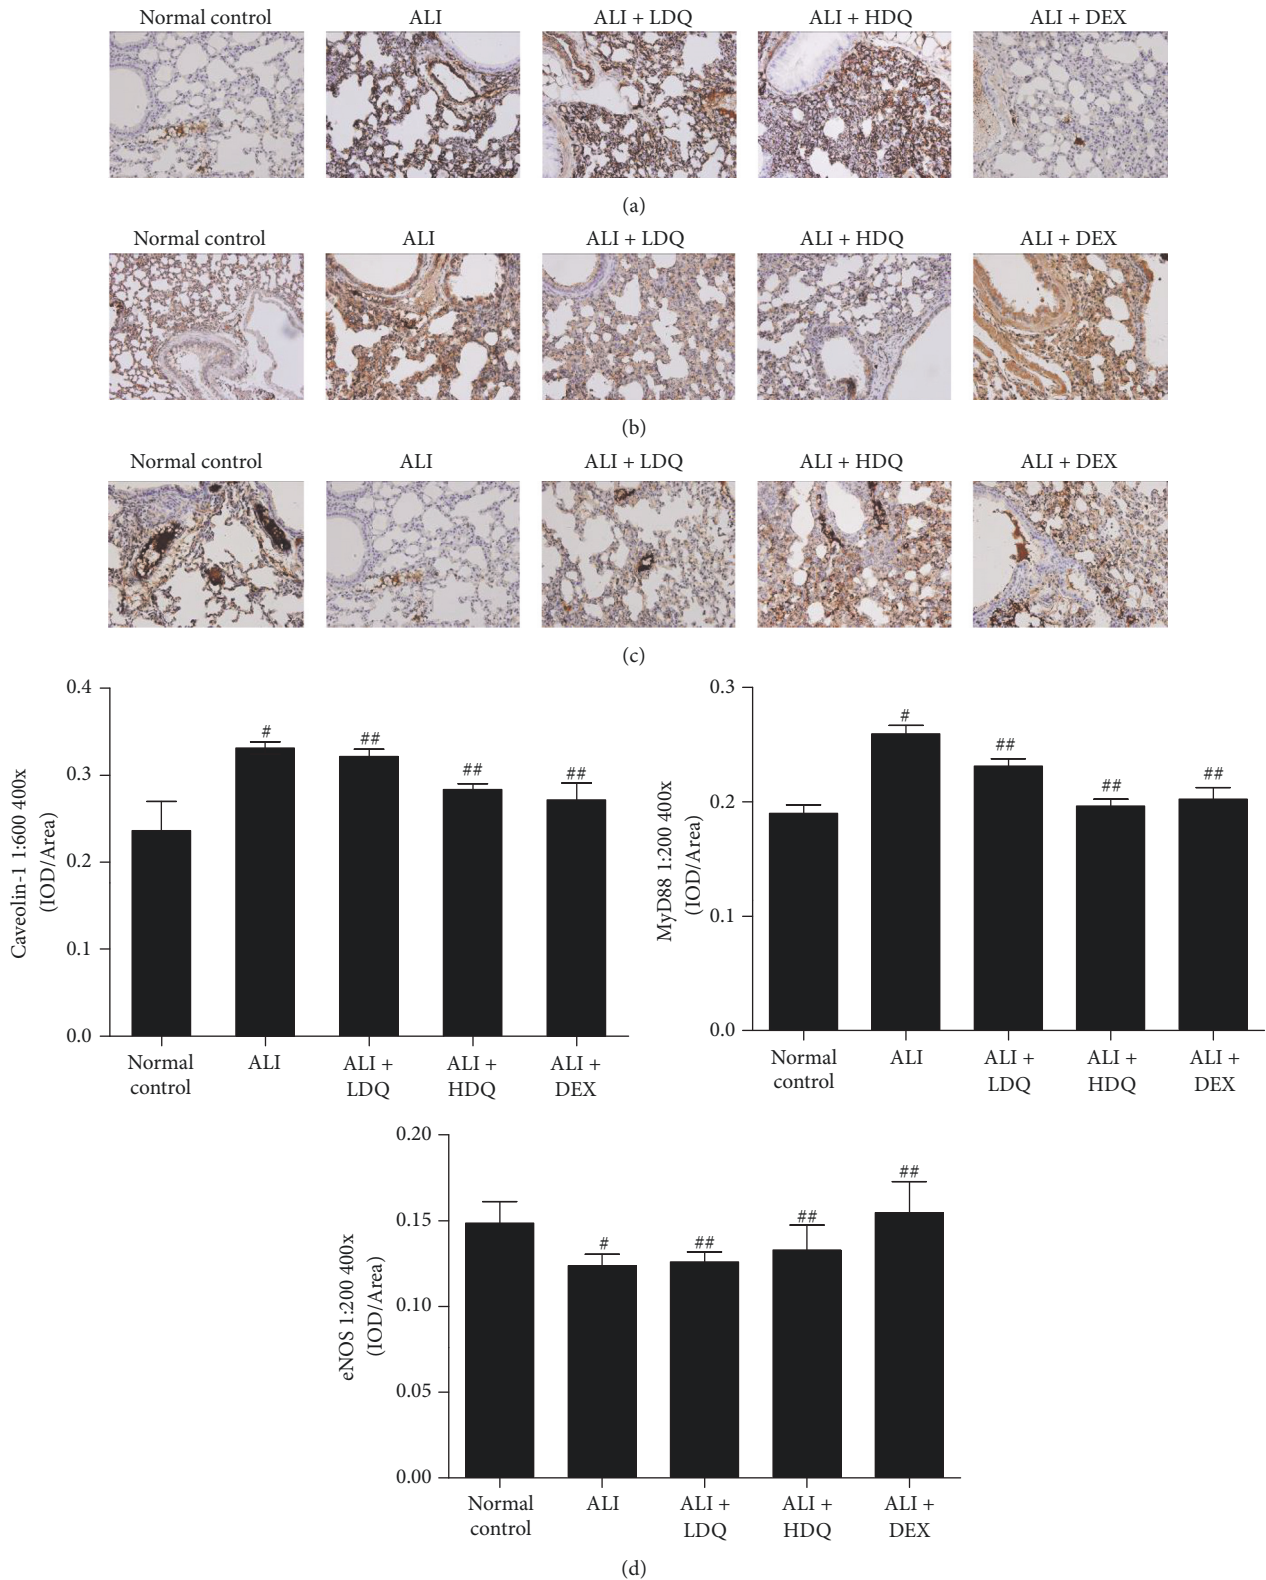 Normal control ALI ALI + LDQ ALI + HDQ ALI + DEX
(a)
Normal control ALI ALI + LDQ ALI + HDQ ALI + DEX
(b)
Normal control ALI ALI + LDQ ALI + HDQ ALI + DEX
(c)
Caveolin-1 1:600 400x
(IOD/Area)
0.4
0.3
0.2
0.1
0.0
# ## ## ##
Normal ALI ALI + ALI + ALI +
control LDQ HDQ DEX
MyD88 1:200 400x
(IOD/Area)
0.3
0.2
0.1
0.0
# ## ## ##
Normal ALI ALI + ALI + ALI +
control LDQ HDQ DEX
eNOS 1:200 400x
(IOD/Area)
0.20
0.15
0.10
0.05
0.00
# ## ## ##
Normal ALI ALI + ALI + ALI +
control LDQ HDQ DEX
(d)